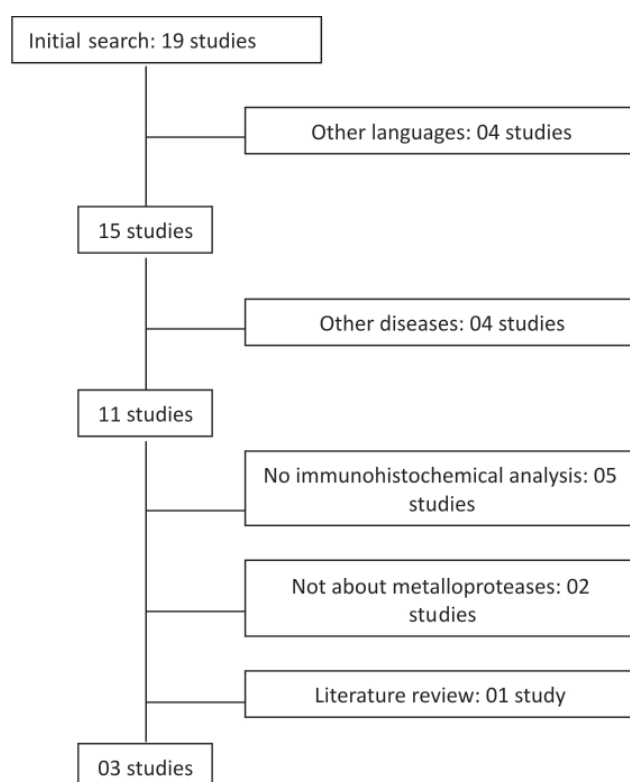 Initial search: 19 studies
Other languages: 04 studies
15 studies
Other diseases: 04 studies
11 studies
No immunohistochemical analysis: 05
studies
Not about metalloproteases: 02
studies
Literature review: 01 study
03 studies